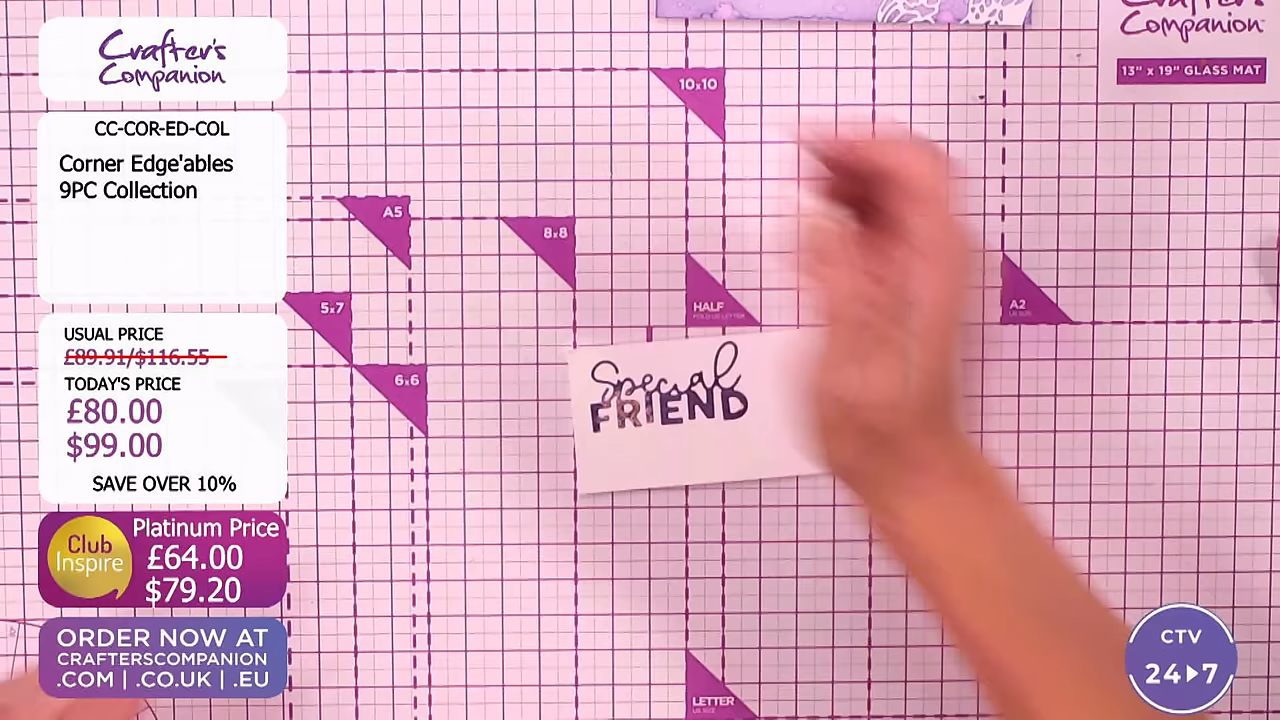 Crafter's
Companion
CC-COR-ED-COL
Corner Edge'ables
9PC Collection
USUAL PRICE
£89.91/$116.55
TODAY'S PRICE
£80.00
$99.00
SAVE OVER 10%
Club
Inspire
Platinum Price
£64.00
$79.20
ORDER NOW AT
CRAFTERSCOMPANION
.COM | .CO.UK | .EU
Crafter's
Companion
13" x 19" GLASS MAT
10x10
A5
8x8
5x7
HALF
A2
6x6
Special
FRIEND
LETTER
CTV
24▶7